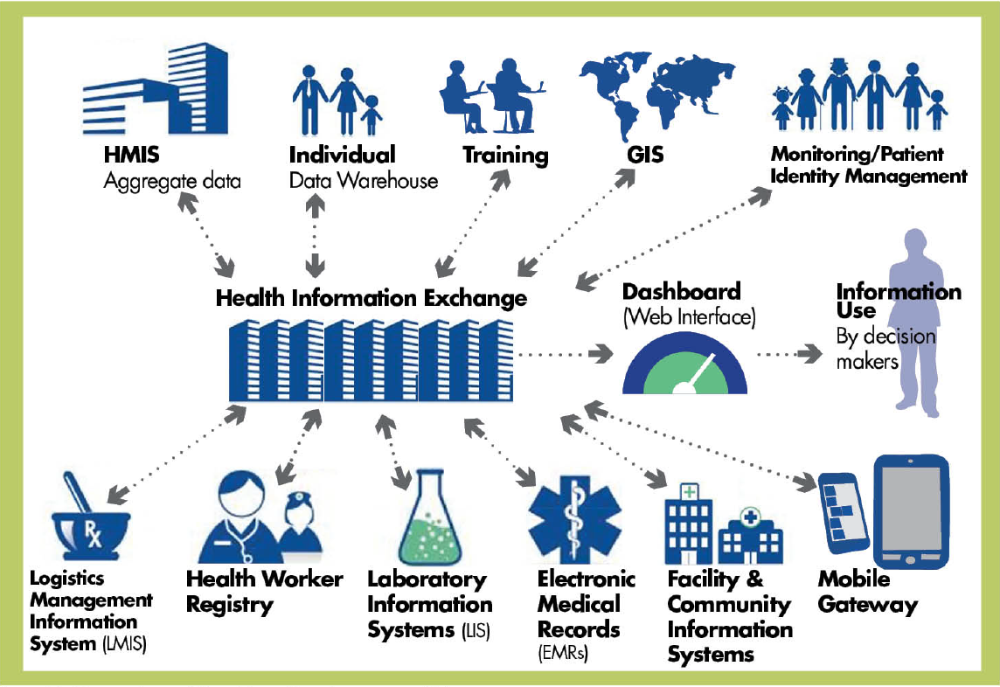 HMIS
Aggregate data
Individual
Data Warehouse
Training
GIS
Monitoring/Patient
Identity Management
Health Information Exchange
Dashboard
(Web Interface)
Information
Use
By decision
makers
RX
Logistics
Management
Information
System (LMIS)
Health Worker
Registry
Laboratory
Information
Systems (LIS)
Electronic
Medical
Records
(EMRs)
Facility &
Community
Information
Systems
Mobile
Gateway